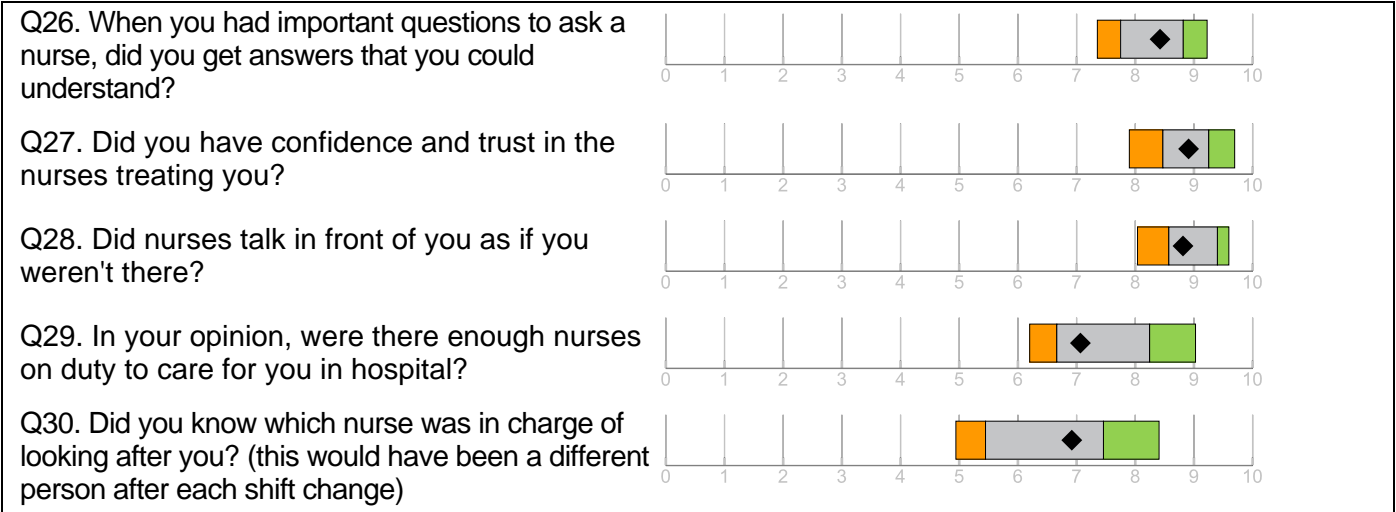 Q26. When you had important questions to ask a
nurse, did you get answers that you could
understand?
0 1 2 3 4 5 6 7 8 9 10
Q27. Did you have confidence and trust in the
nurses treating you?
0 1 2 3 4 5 6 7 8 9 10
Q28. Did nurses talk in front of you as if you
weren't there?
0 1 2 3 4 5 6 7 8 9 10
Q29. In your opinion, were there enough nurses
on duty to care for you in hospital?
0 1 2 3 4 5 6 7 8 9 10
Q30. Did you know which nurse was in charge of
looking after you? (this would have been a different
person after each shift change)
0 1 2 3 4 5 6 7 8 9 10